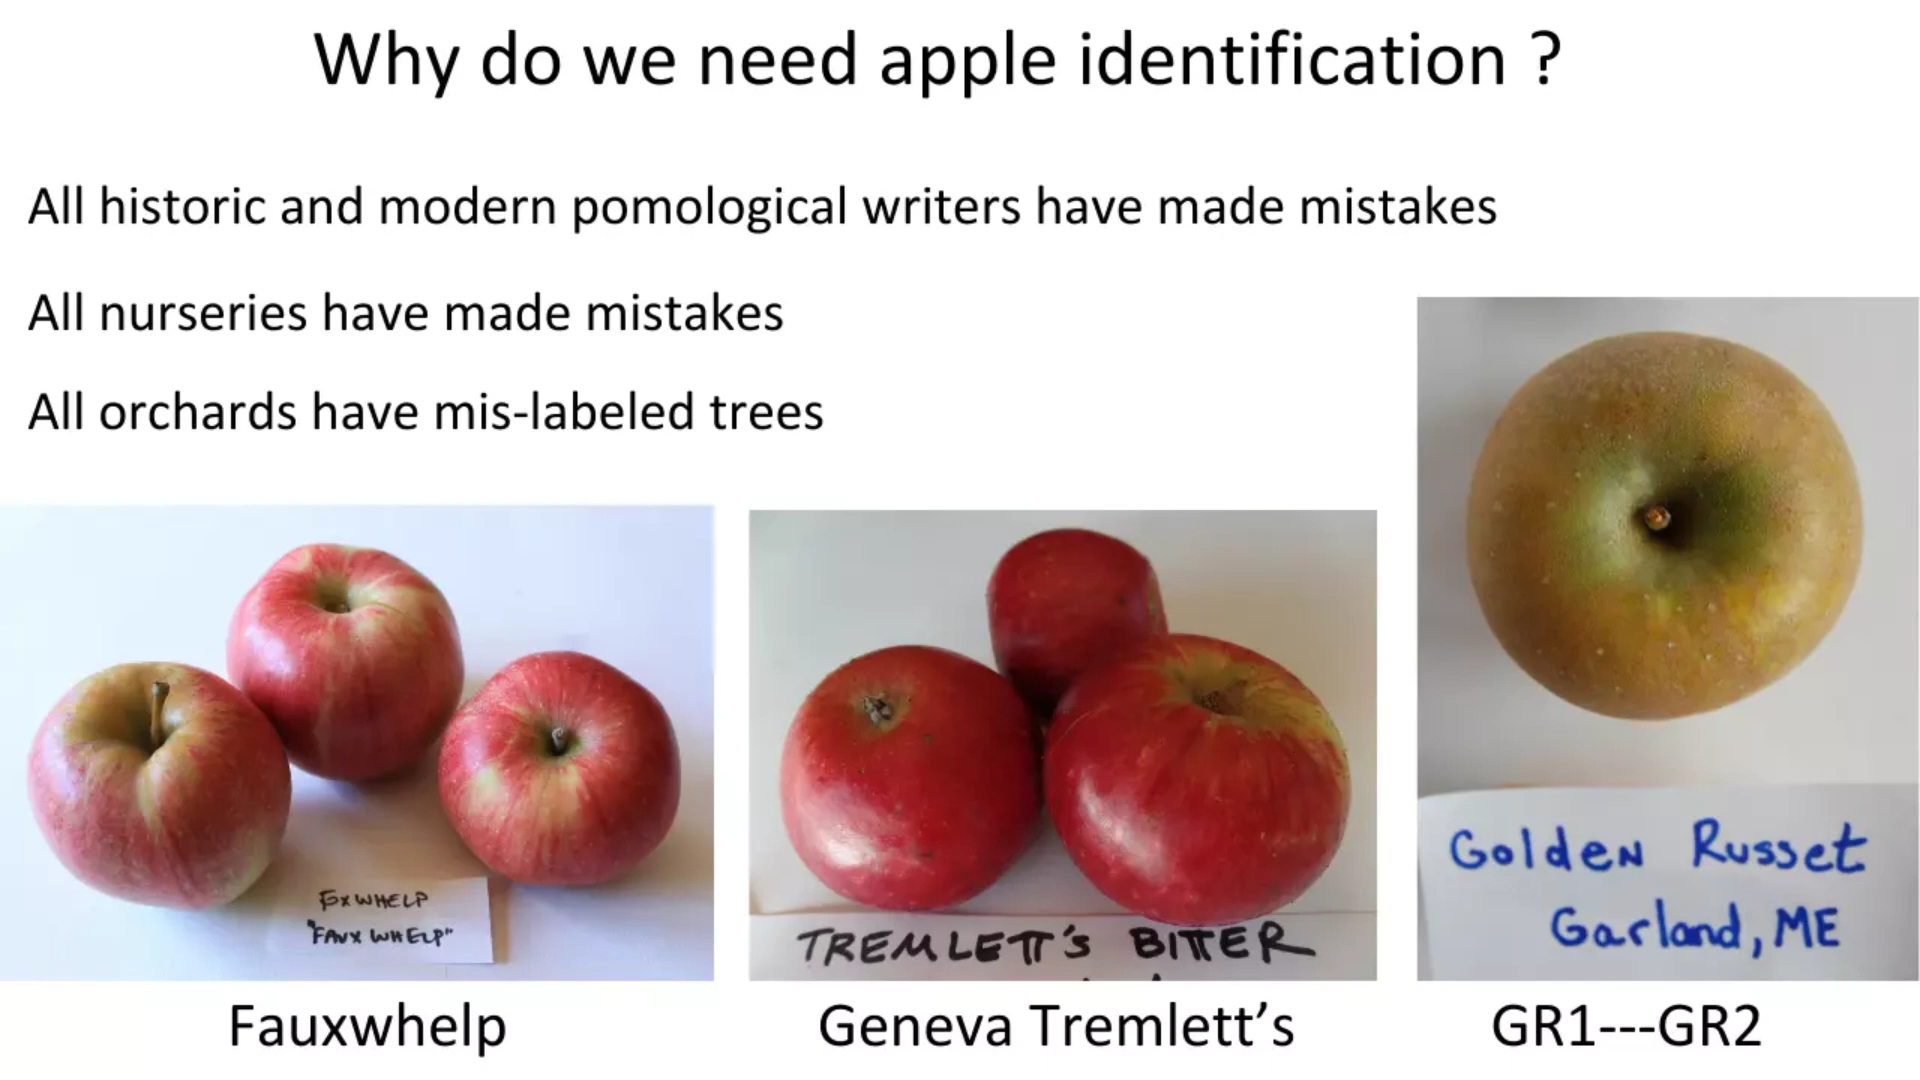 Why do we need apple identification ?
All historic and modern pomological writers have made mistakes
All nurseries have made mistakes
All orchards have mis-labeled trees
FOXWHELP
"FAUX WHELP"
TREMLETT'S BITTER
Golden Russet
Garland, ME
Fauxwhelp
Geneva Tremlett's
GR1---GR2